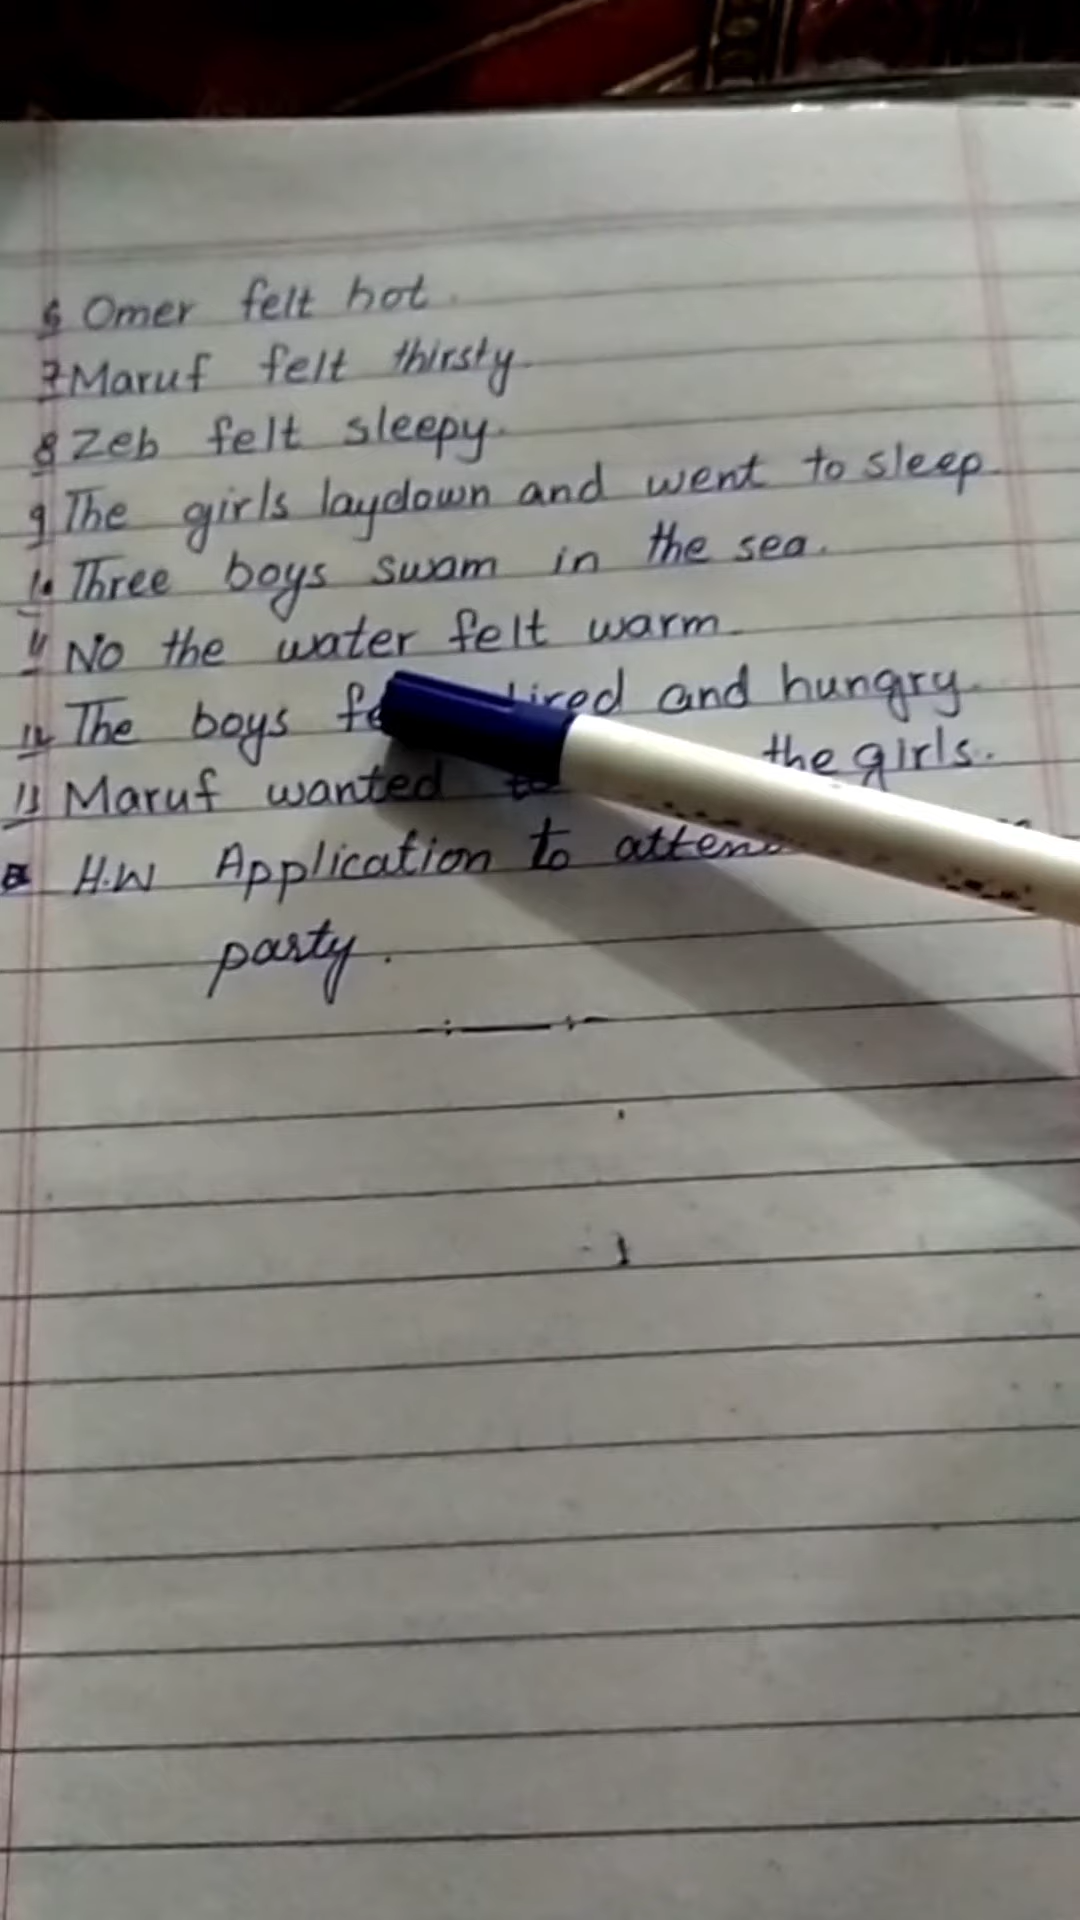 6 Omer felt hot.
7 Maruf felt thirsty.
8 Zeb felt sleepy.
9 The girls laydown and went to sleep.
10 Three boys swam in the sea.
11 No the water felt warm.
12 The boys and hungry.
13 Maruf wanted to the girls.
H.W Application to
party.